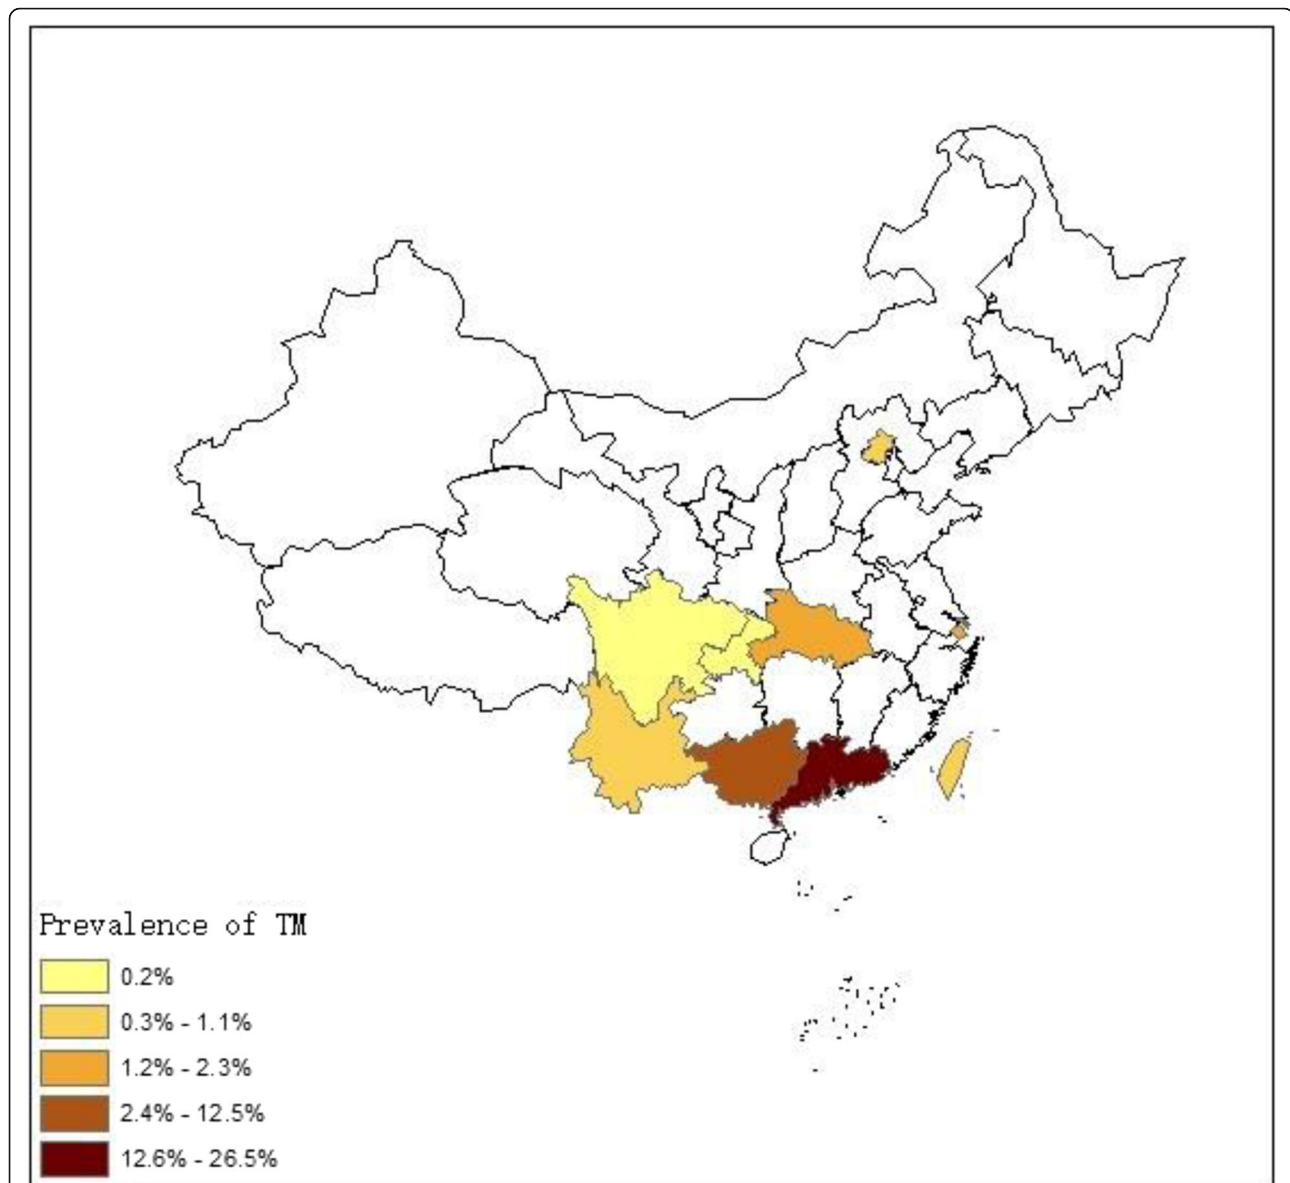 Prevalence of TM
0.2%
0.3% - 1.1%
1.2% - 2.3%
2.4% - 12.5%
12.6% - 26.5%